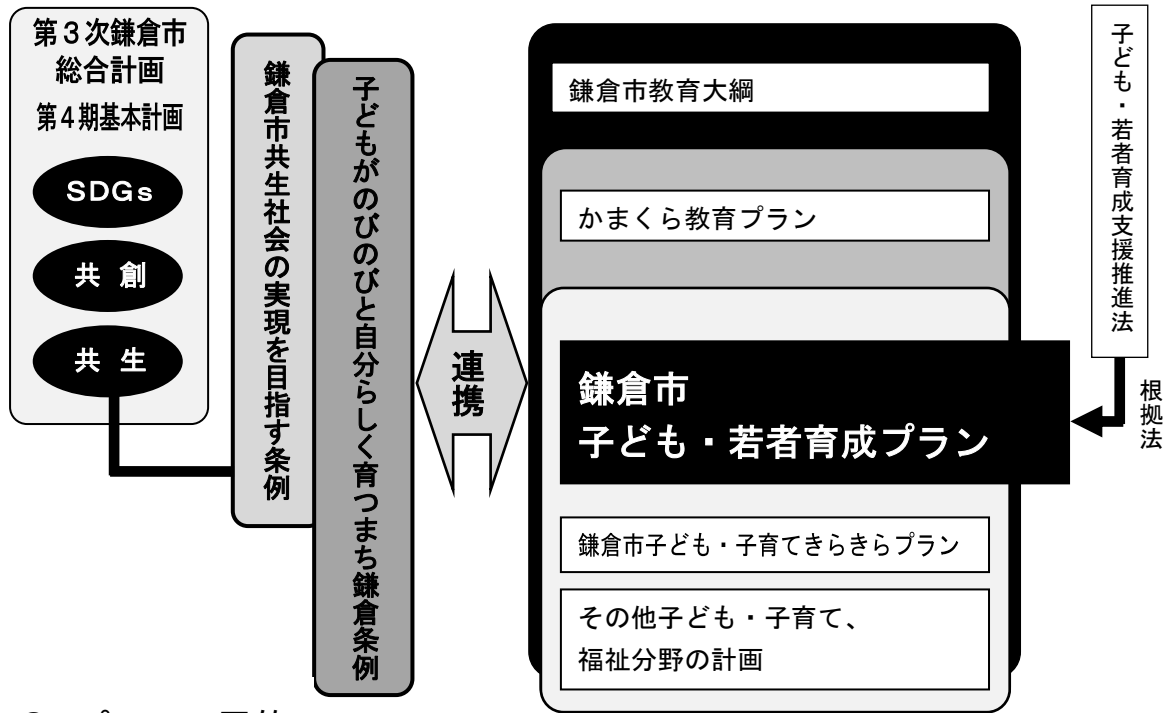 第3次鎌倉市
総合計画
第4期基本計画
SDGs
共創
共生
鎌倉市共生社会の実現を目指す条例
子どもがのびのびと自分らしく育つまち鎌倉条例
連携
鎌倉市教育大綱
かまくら教育プラン
鎌倉市
子ども・若者育成プラン
鎌倉市子ども・子育てきらきらプラン
その他子ども・子育て、
福祉分野の計画
子ども・若者育成支援推進法
根拠法